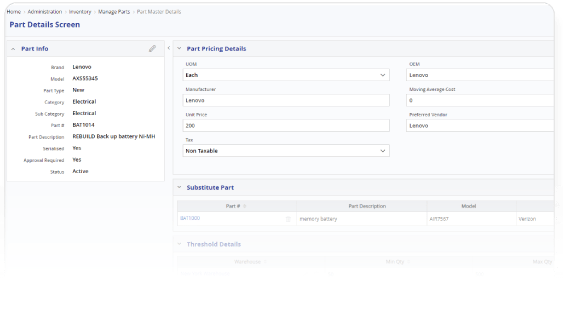 Home > Administration > Inventory > Manage Parts > Part Master Details
Part Details Screen
Part Info
Brand Lenovo
Model AXS55345
Part Type New
Category Electrical
Sub Category Electrical
Part # BAT1014
Part Description REBUILD Back up battery NI-MH
Serialized Yes
Approval Required Yes
Status Active
Part Pricing Details
UOM
Each
OEM
Lenovo
Manufacturer
Lenovo
Moving Average Cost
0
Unit Price
200
Preferred Vendor
Lenovo
Tax
Non Taxable
Substitute Part
Part # Part Description Model
memory battery Verizon
Threshold Details
Warehouse Min Qty Max Qty